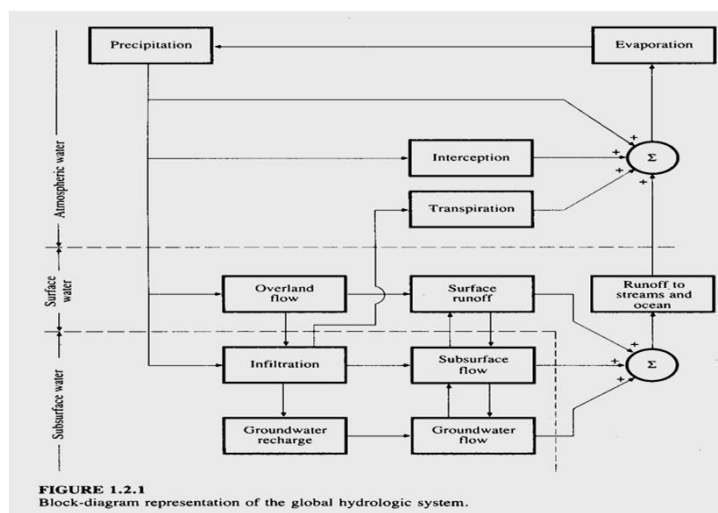 Precipitation
Evaporation
Atmospheric water
+
+
+
+
Σ
Interception
Transpiration
Surface
water
Overland
flow
Surface
runoff
Runoff to
streams and
ocean
Subsurface water
Infiltration
Subsurface
flow
+
+
+
Σ
Groundwater
recharge
Groundwater
flow
FIGURE 1.2.1
Block-diagram representation of the global hydrologic system.